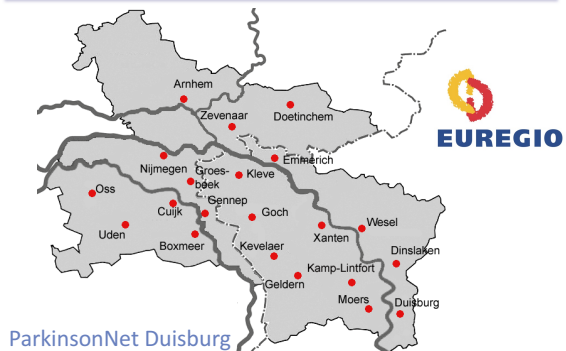 Arnhem
Zevenaar
Doetinchem
EUREGIO
Nijmegen
Emmerich
Groes-
beek
Kleve
Oss
Gennep
Cuijk
Goch
Wesel
Uden
Xanten
Boxmeer
Kevelaer
Dinslaken
Kamp-Lintfort
Geldern
Moers
Duisburg
ParkinsonNet Duisburg